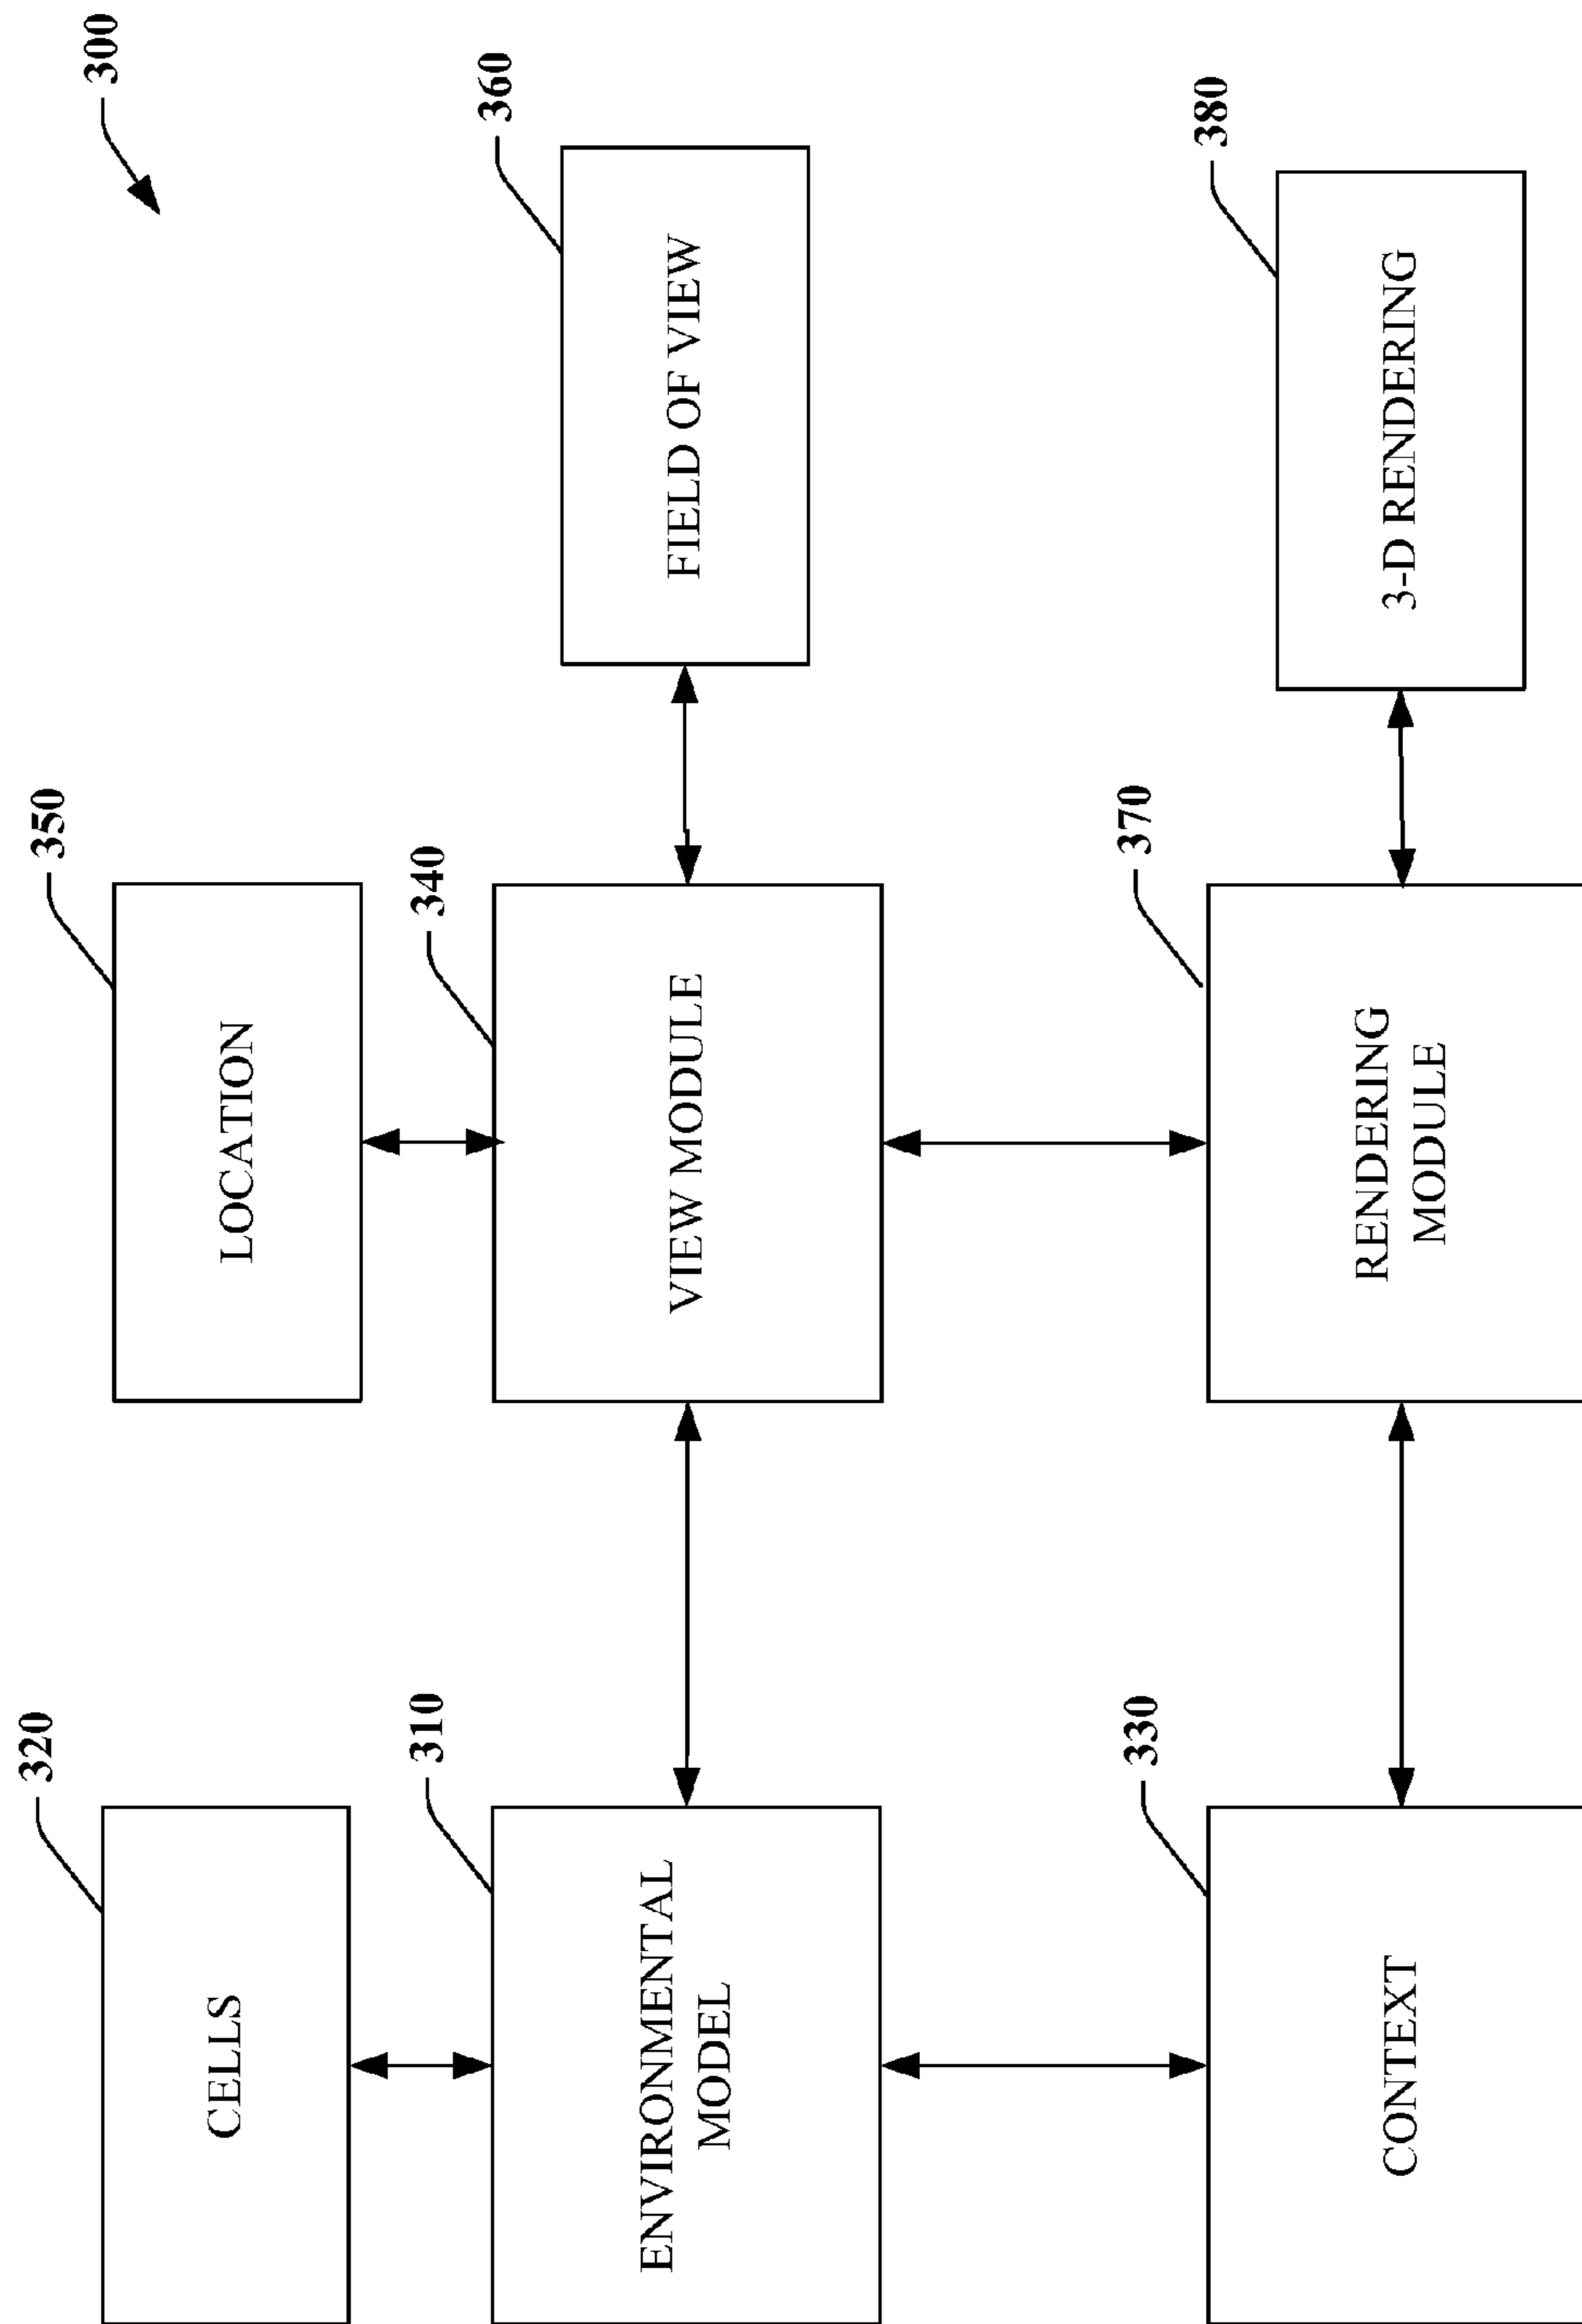 300
320
CELLS
350
LOCATION
310
ENVIRONMENTAL
MODEL
340
VIEW MODULE
360
FIELD OF VIEW
330
CONTEXT
370
RENDERING
MODULE
380
3-D RENDERING